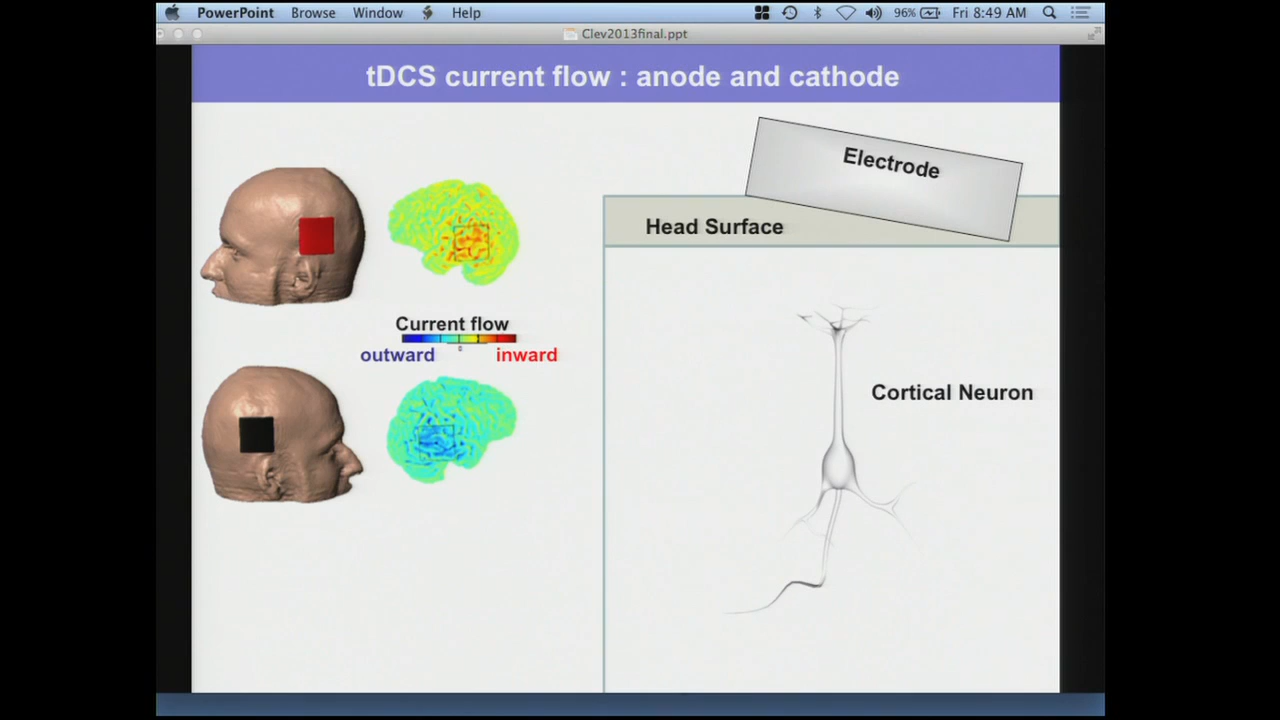 PowerPoint Browse Window Help 96% Fri 8:49 AM
Clev2013final.ppt
tDCS current flow : anode and cathode
Electrode
Head Surface
Current flow
0
outward inward
Cortical Neuron